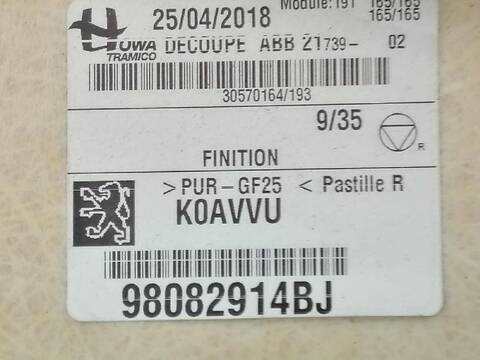 Module:191 165/165
25/04/2018 165/165
HOWA DECOUPE ABB Z1739- 02
TRAMICO
30570164/193
9/35
R
FINITION
>PUR-GF25 < Pastille R
K0AVVU
98082914BJ